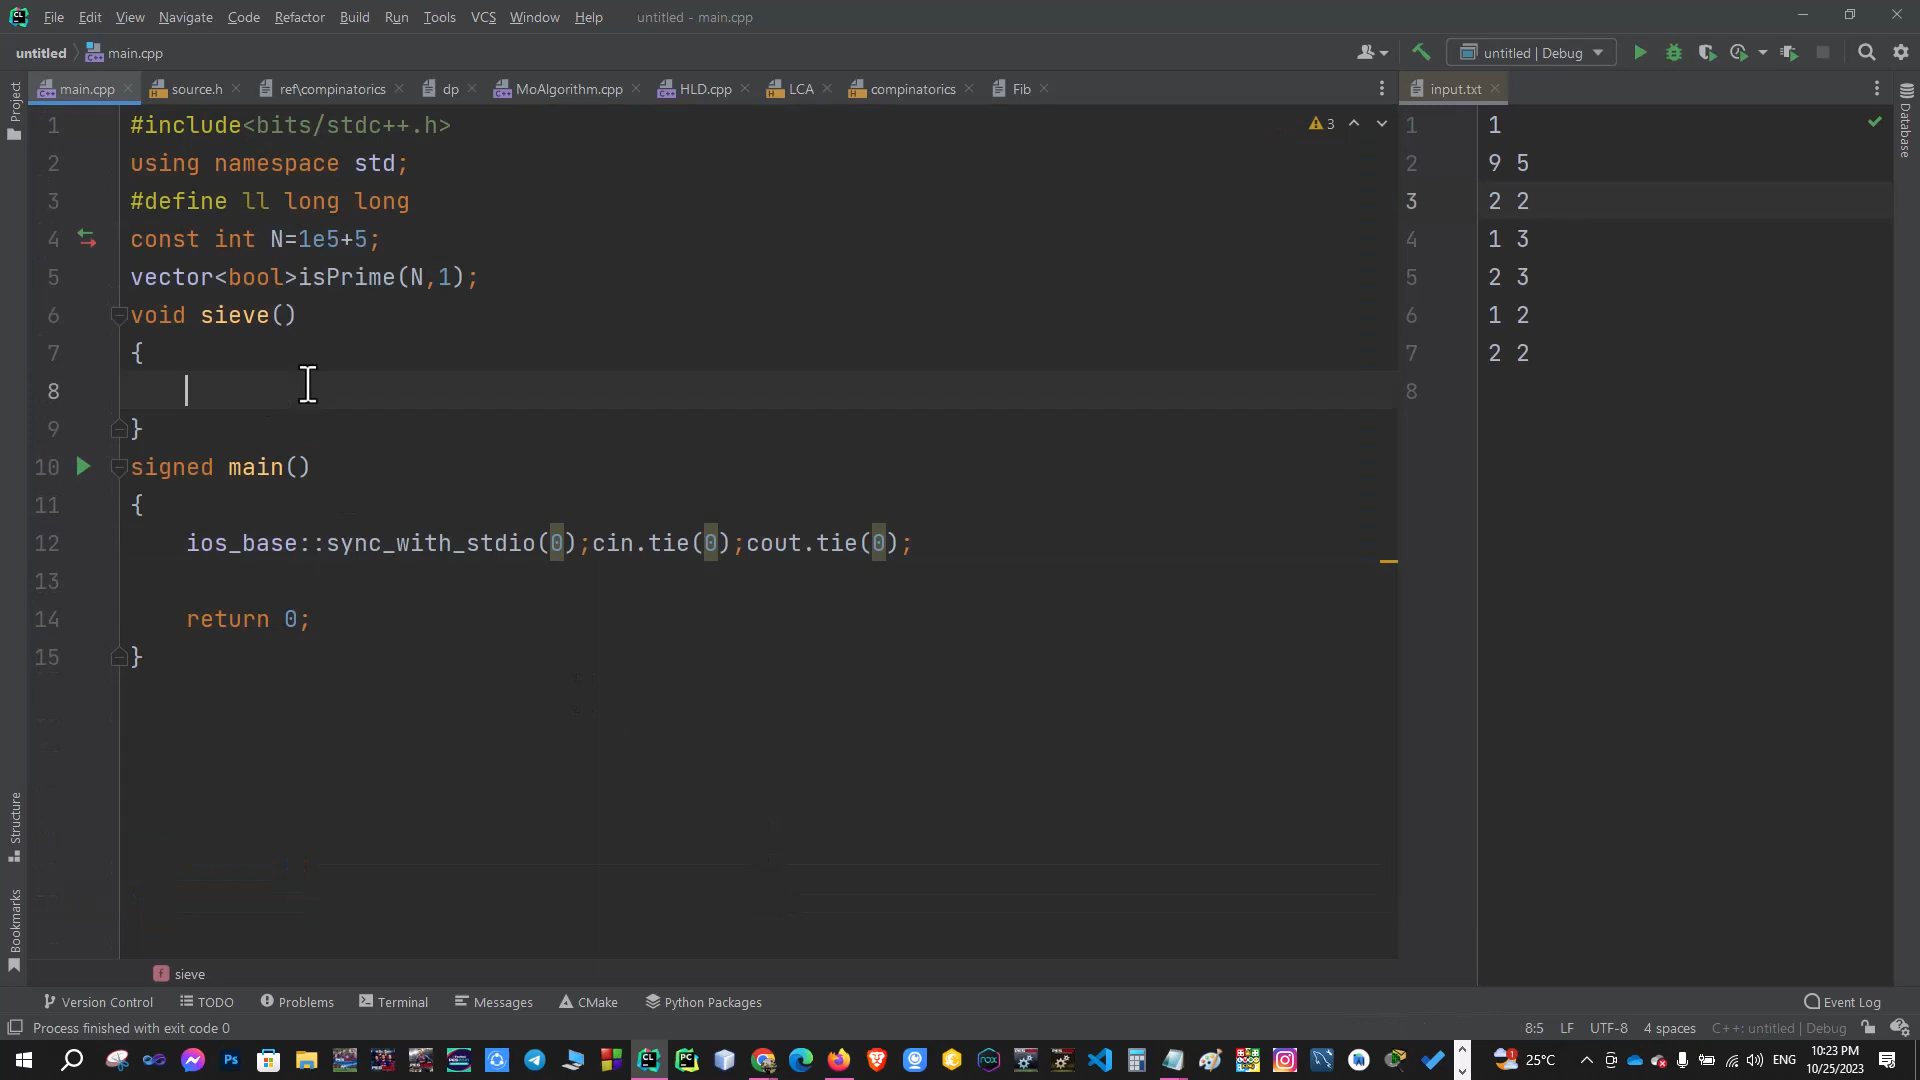 File Edit View Navigate Code Refactor Build Run Tools VCS Window Help untitled - main.cpp
untitled main.cpp untitled | Debug
main.cpp source.h ref\compinatorics dp MoAlgorithm.cpp HLD.cpp LCA compinatorics Fib input.txt
Project
Structure
Bookmarks
Database
1 #include<bits/stdc++.h>
2 using namespace std;
3 #define ll long long
4 const int N=1e5+5;
5 vector<bool>isPrime(N,1);
6 void sieve()
7 {
8
9 }
10 signed main()
11 {
12 ios_base::sync_with_stdio(0);cin.tie(0);cout.tie(0);
13
14 return 0;
15 }
3
1 1
2 9 5
3 2 2
4 1 3
5 2 3
6 1 2
7 2 2
8
f sieve
Version Control TODO Problems Terminal Messages CMake Python Packages Event Log
Process finished with exit code 0 8:5 LF UTF-8 4 spaces C++: untitled | Debug
25°C ENG 10:23 PM
10/25/2023